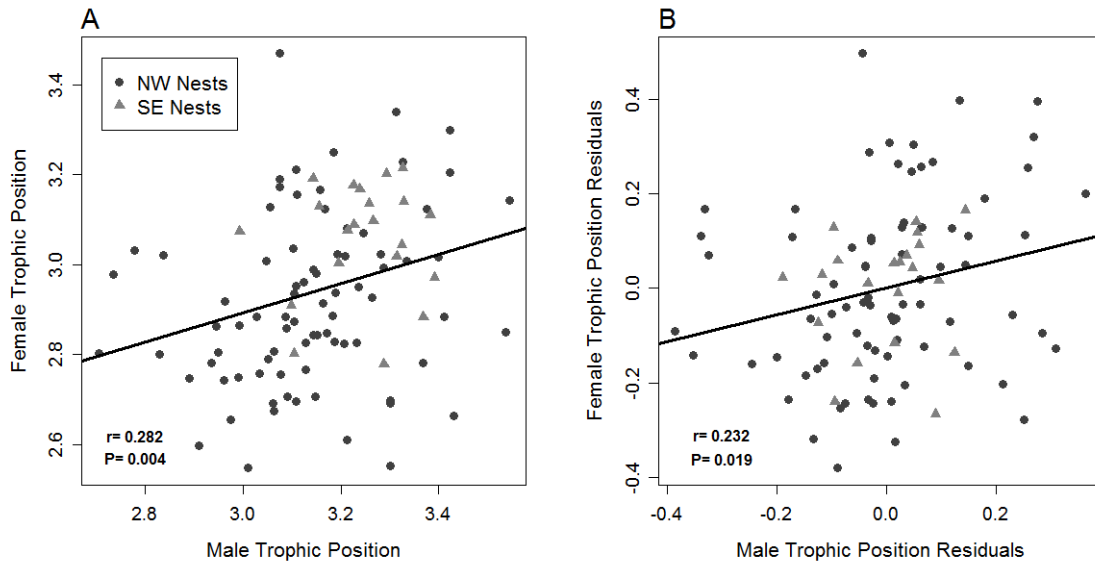 A
NW Nests
SE Nests
Female Trophic Position
3.4
3.2
3.0
2.8
2.6
r= 0.282
P= 0.004
2.8 3.0 3.2 3.4
Male Trophic Position
B
Female Trophic Position Residuals
0.4
0.2
0.0
-0.2
-0.4
r= 0.232
P= 0.019
-0.4 -0.2 0.0 0.2
Male Trophic Position Residuals